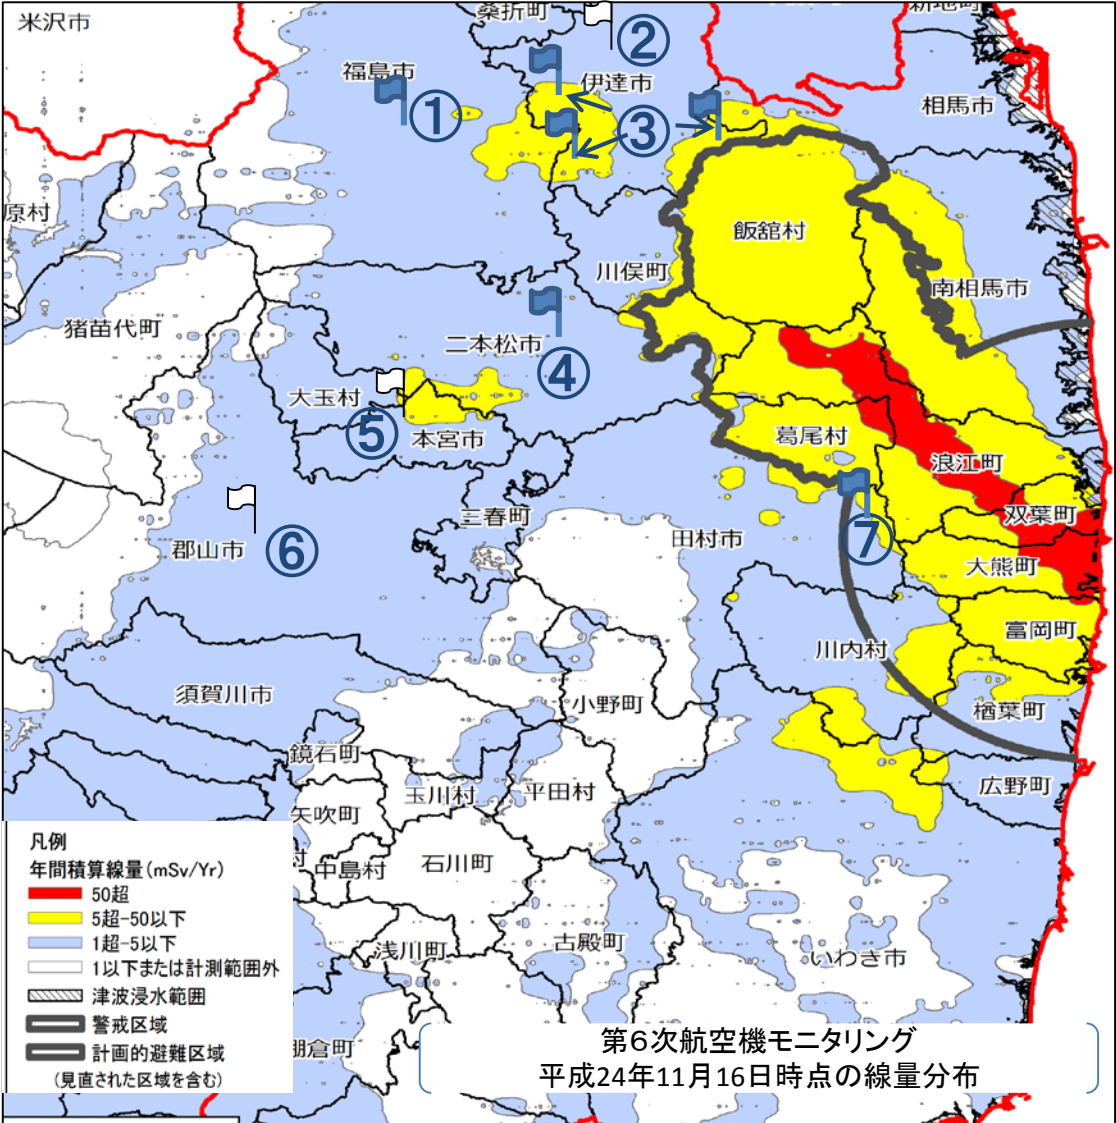 米沢市
桑折町
新地町
②
福島市
伊達市
①
③
相馬市
原村
飯舘村
川俣町
南相馬市
猪苗代町
二本松市
④
大玉村
⑤
本宮市
葛尾村
浪江町
三春町
双葉町
⑥
郡山市
田村市
⑦
大熊町
富岡町
川内村
須賀川市
小野町
楢葉町
鏡石町
広野町
玉川村
平田村
矢吹町
村
中島村
石川町
浅川町
古殿町
いわき市
棚倉町
凡例
年間積算線量(mSv/Yr)
50超
5超-50以下
1超-5以下
1以下または計測範囲外
津波浸水範囲
警戒区域
計画的避難区域
(見直された区域を含む)
第6次航空機モニタリング
平成24年11月16日時点の線量分布